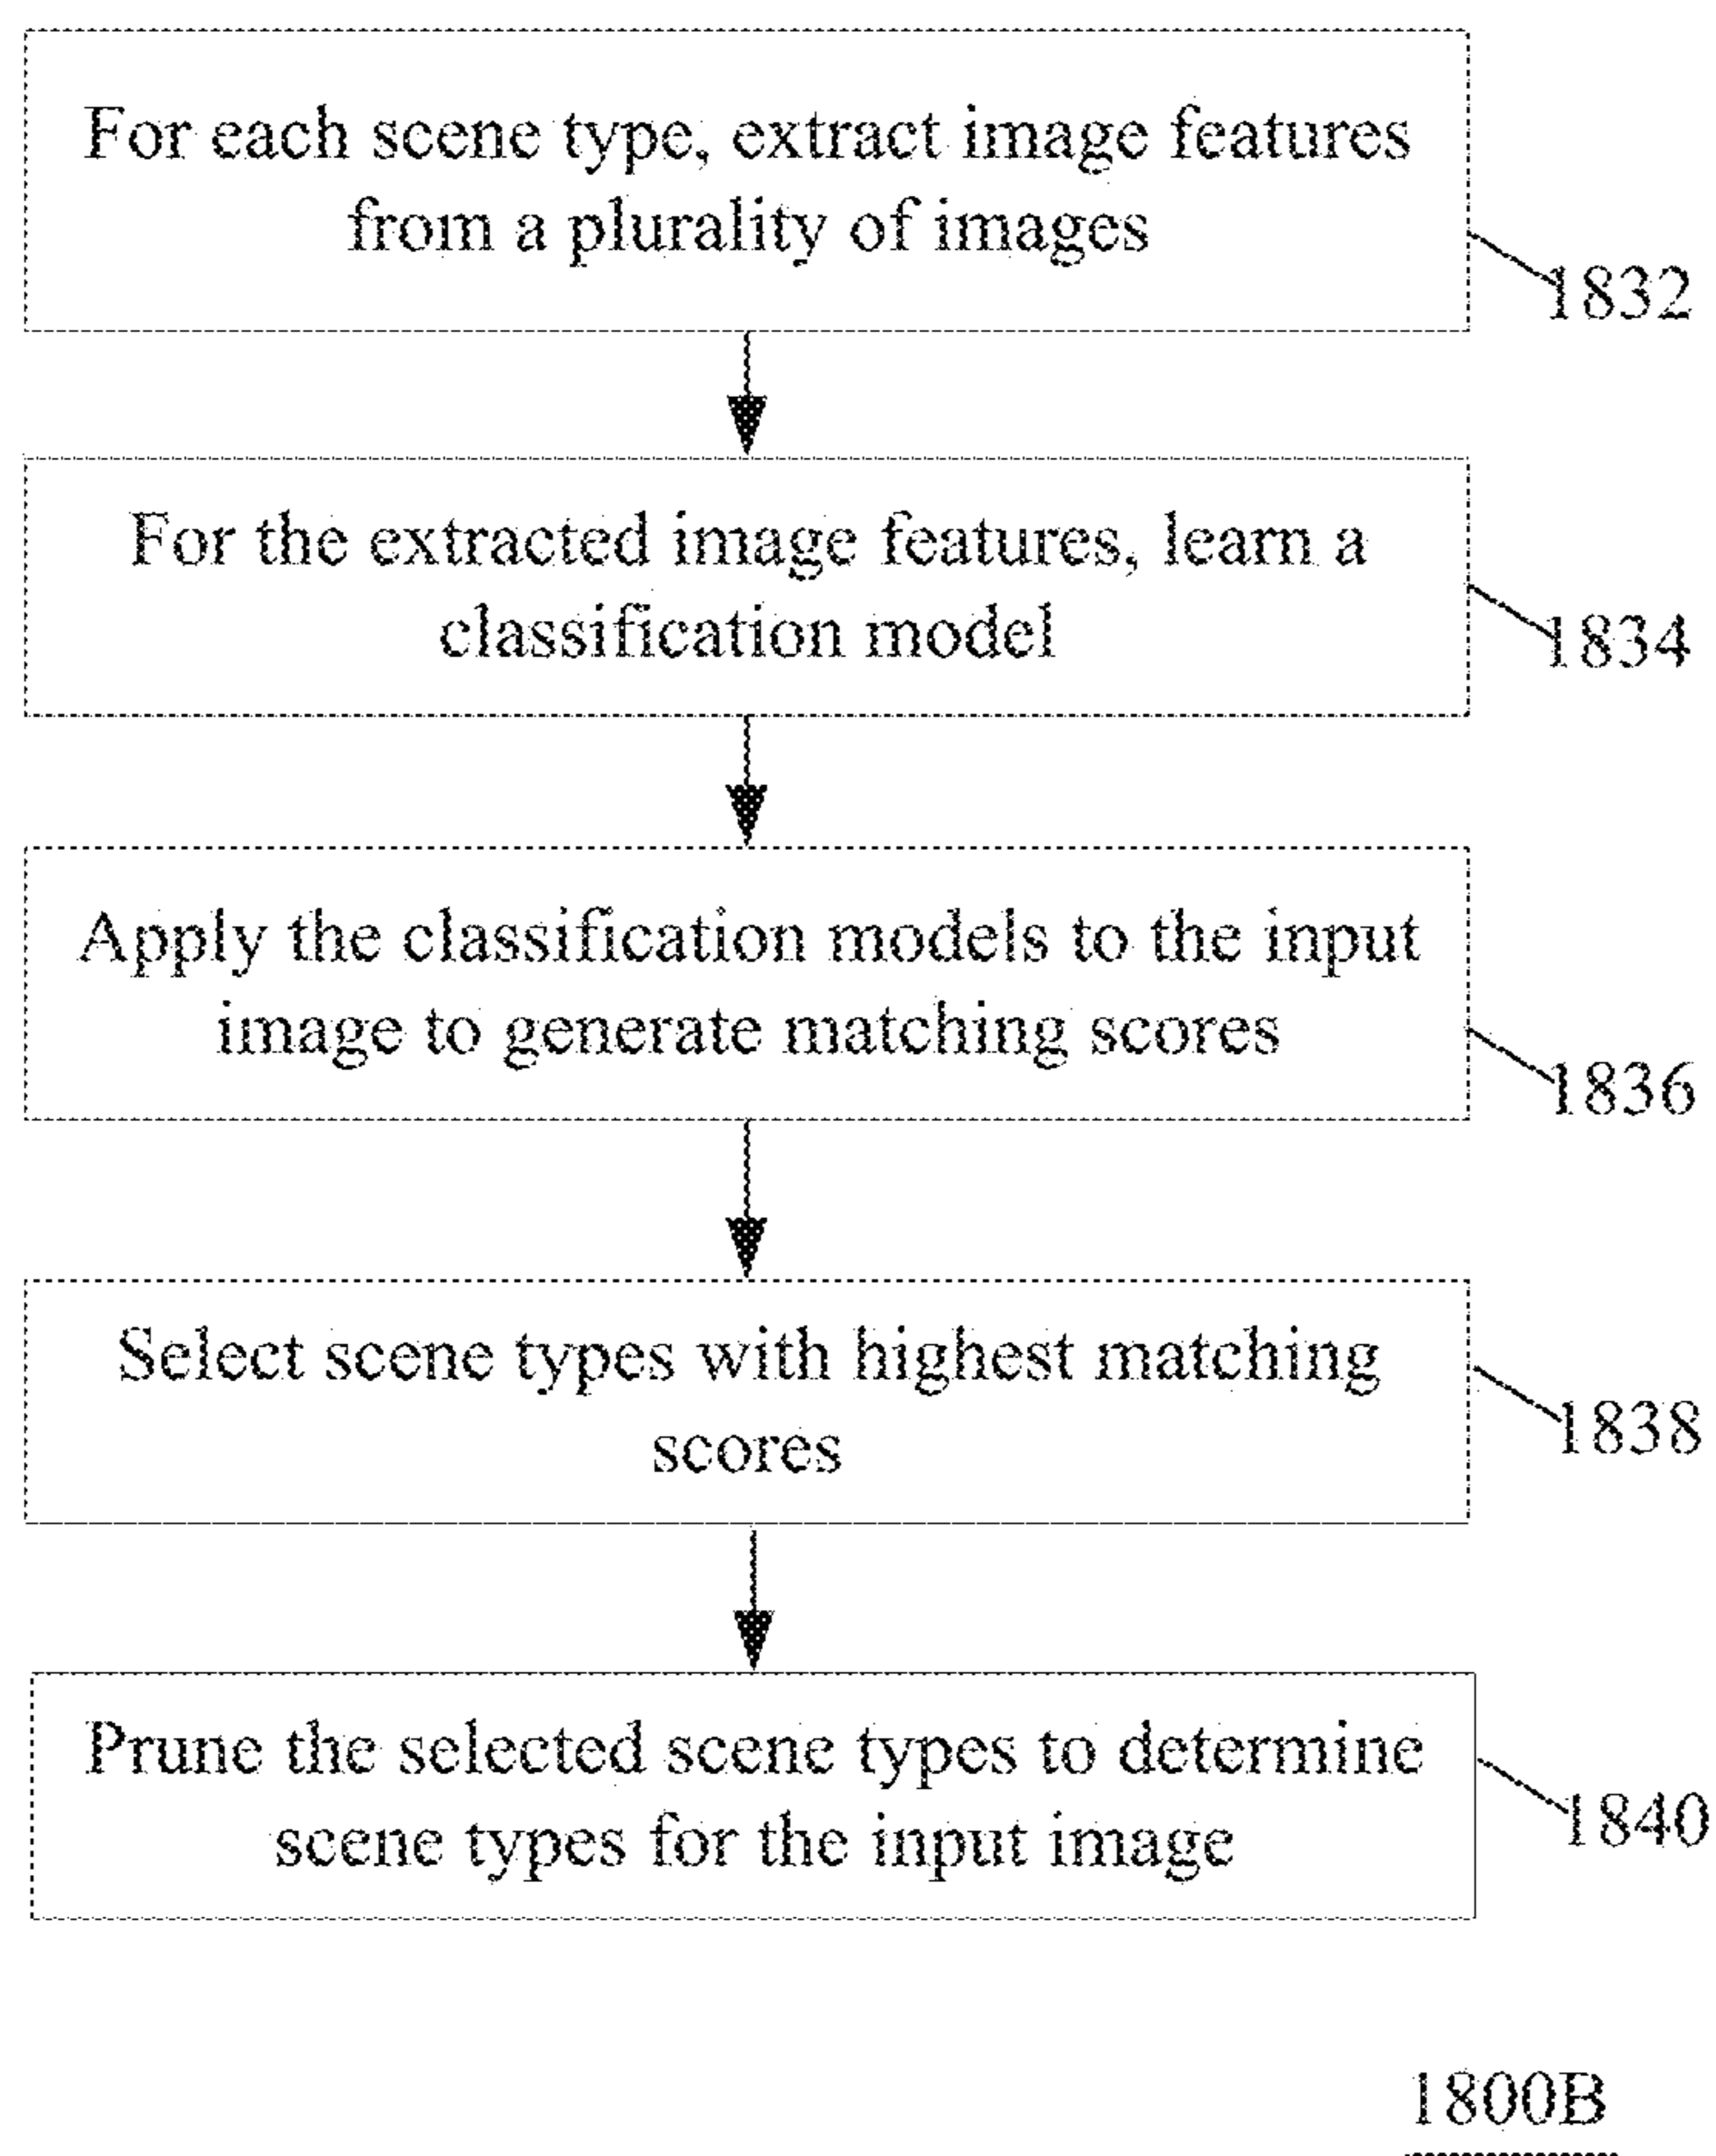 For each scene type, extract image features
from a plurality of images
1832
For the extracted image features, learn a
classification model
1834
Apply the classification models to the input
image to generate matching scores
1836
Select scene types with highest matching
scores
1838
Prune the selected scene types to determine
scene types for the input image
1840
1800B